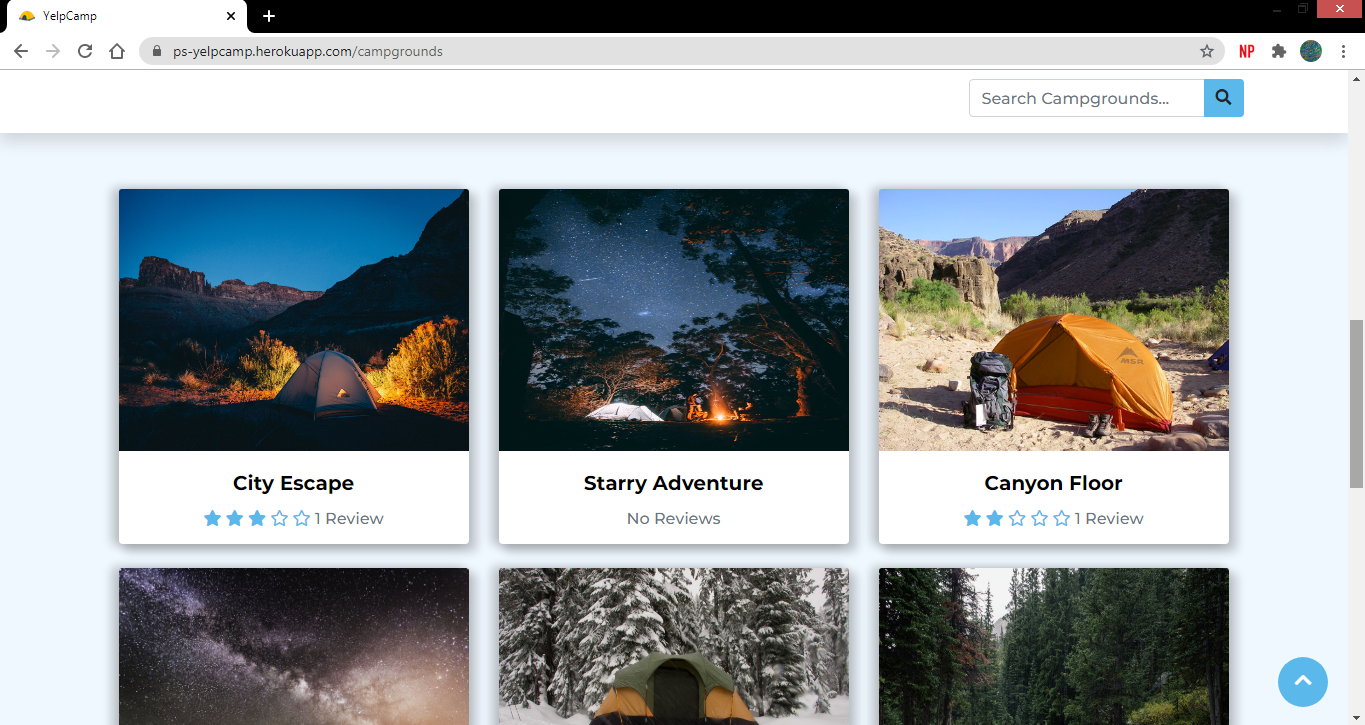 YelpCamp
ps-yelpcamp.herokuapp.com/campgrounds
NP
Search Campgrounds...
MSR
City Escape
1 Review
Starry Adventure
No Reviews
Canyon Floor
1 Review